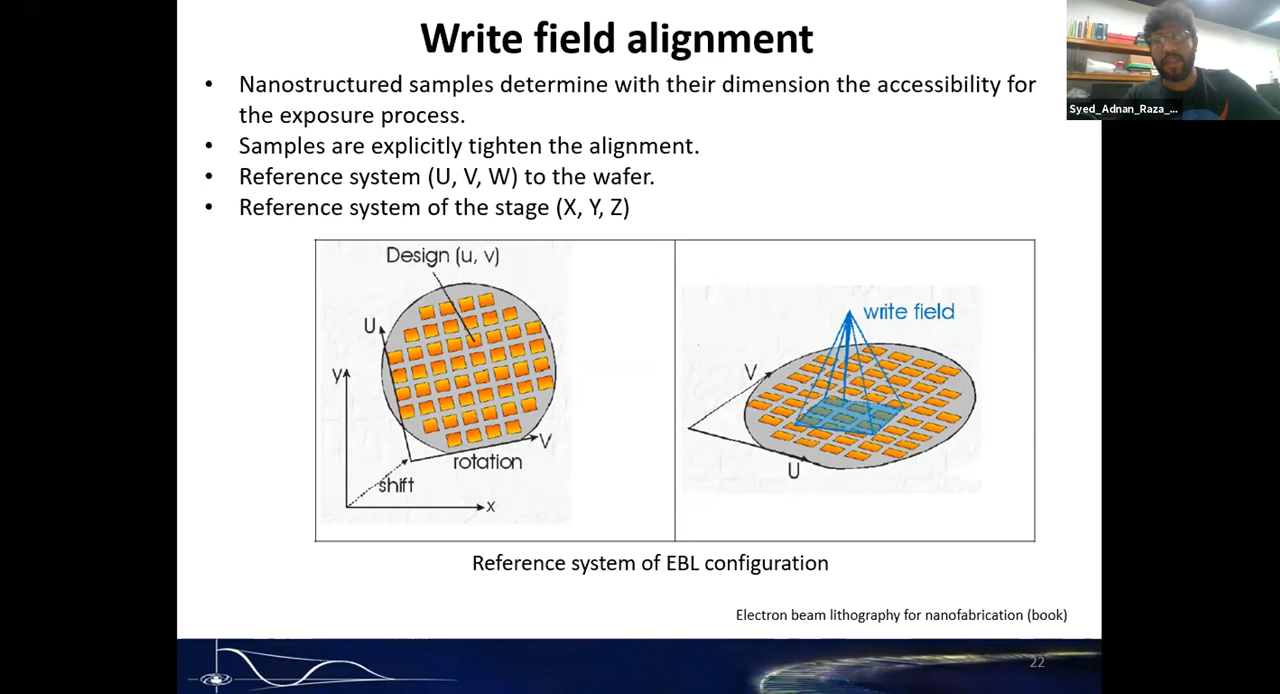 Write field alignment
• Nanostructured samples determine with their dimension the accessibility for
the exposure process.
• Samples are explicitly tighten the alignment.
• Reference system (U, V, W) to the wafer.
• Reference system of the stage (X, Y, Z)
Syed_Adnan_Raza_...
Design (u, v)
U
y
V
rotation
shift
x
write field
V
U
Reference system of EBL configuration
Electron beam lithography for nanofabrication (book)
22